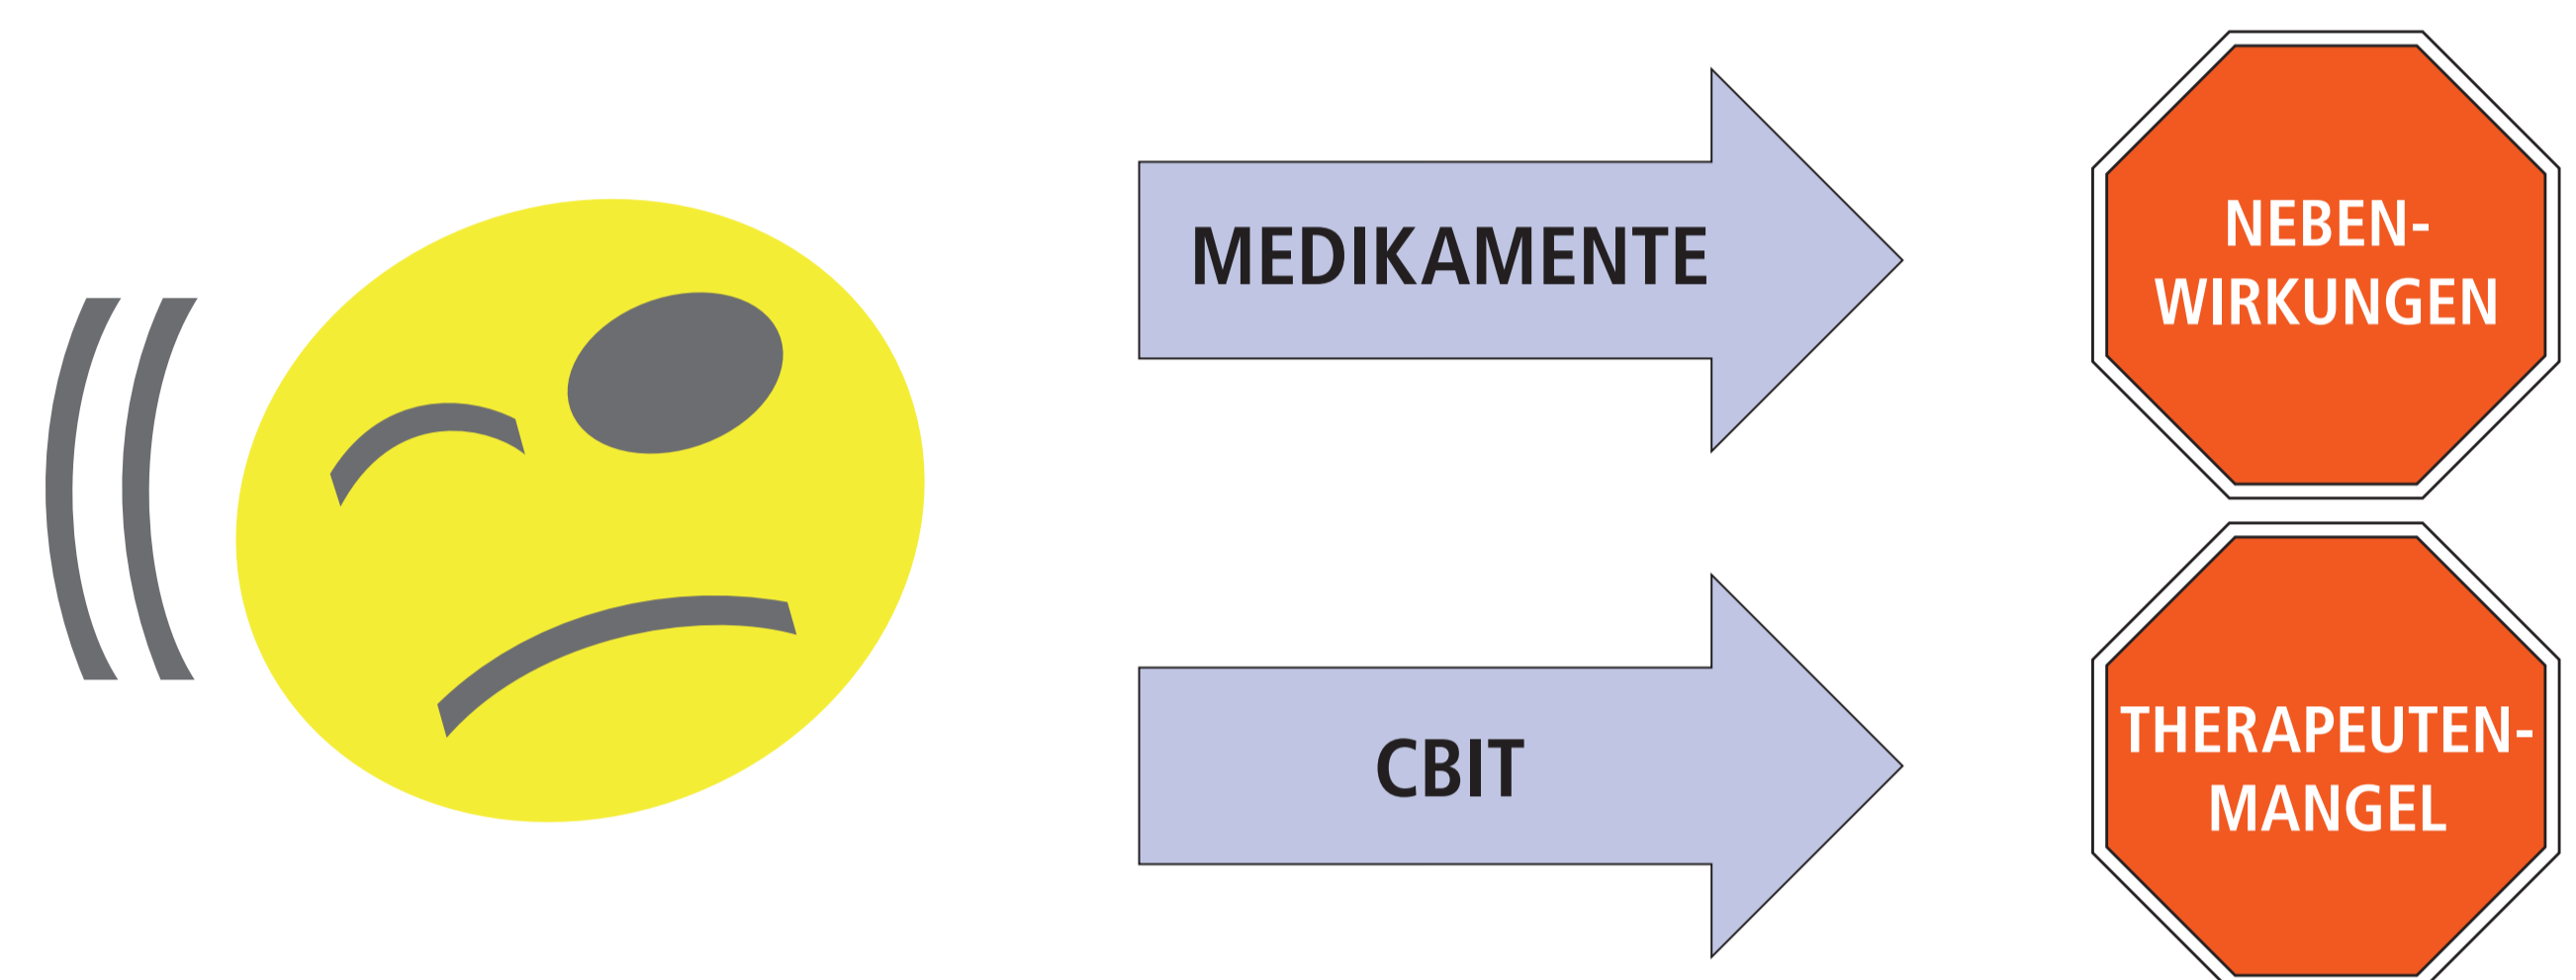 MEDIKAMENTE
NEBEN-
WIRKUNGEN
CBIT
THERAPEUTEN-
MANGEL